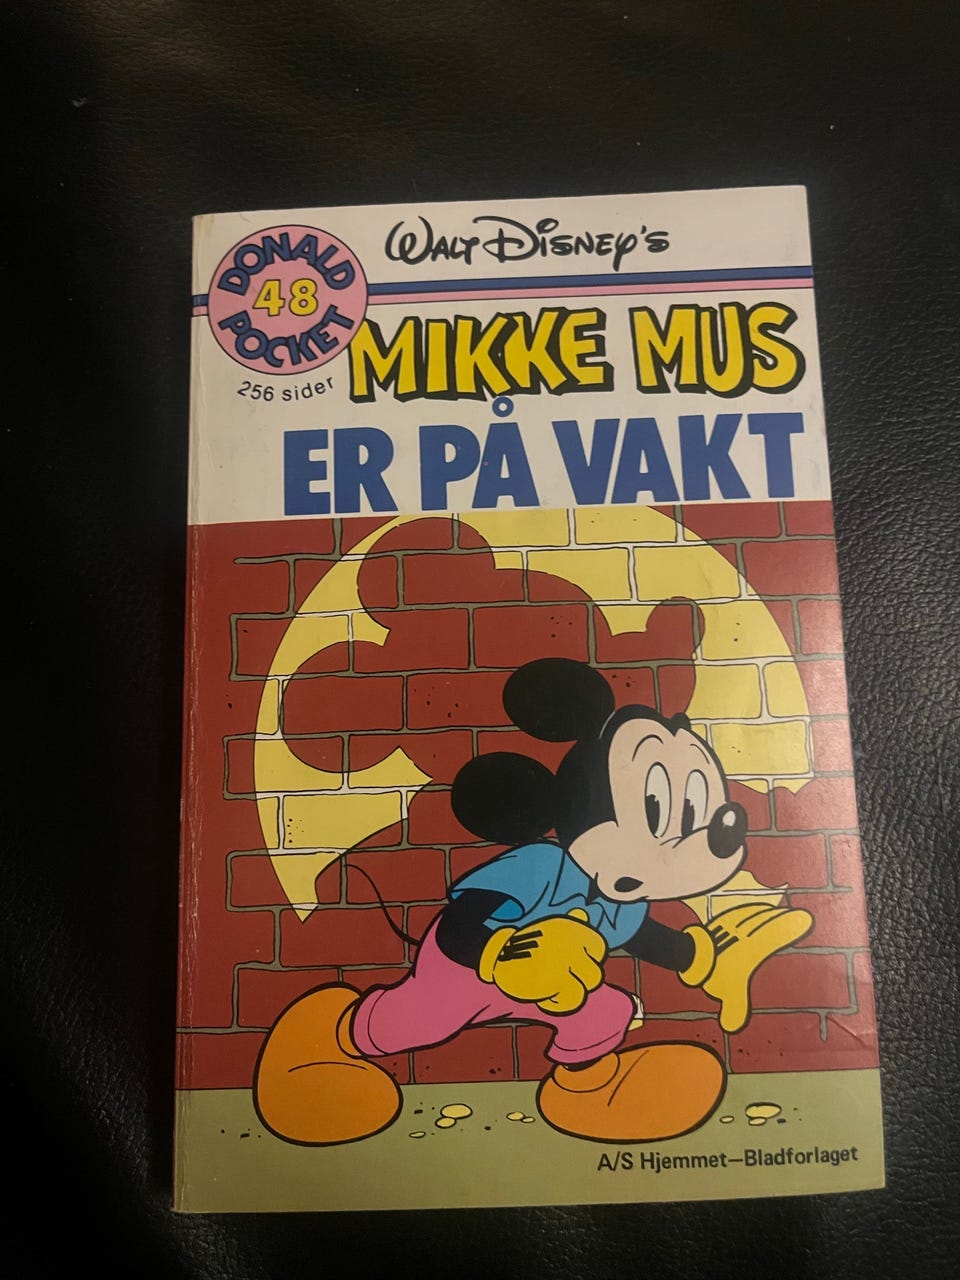 Walt Disney's
DONALD
48
POCKET
256 sider
MIKKE MUS
ER PÅ VAKT
A/S Hjemmet–Bladforlaget